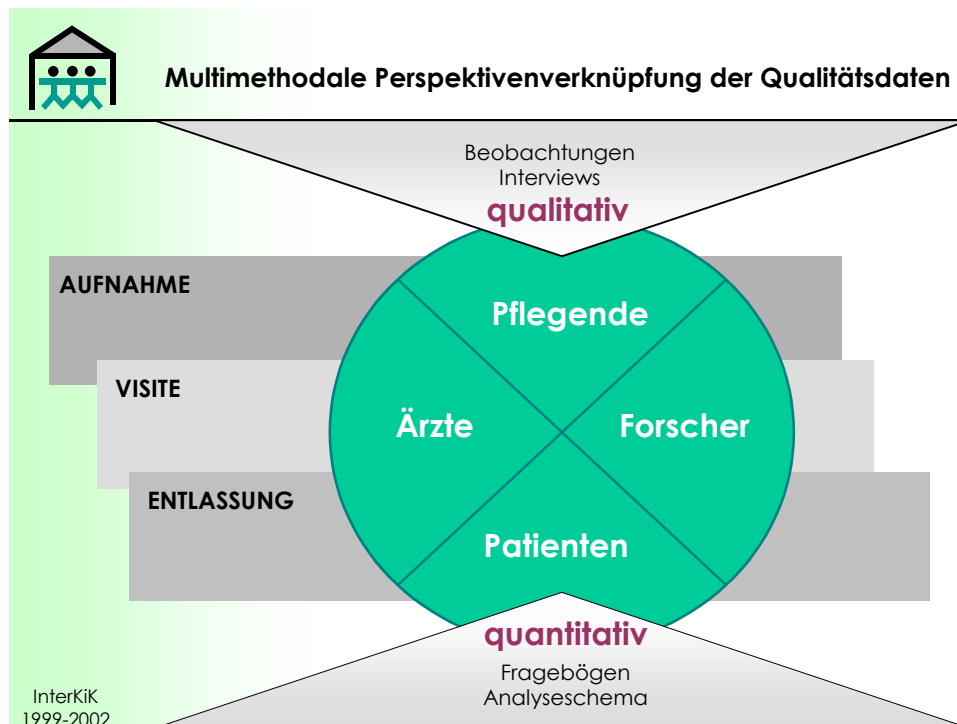 Multimethodale Perspektivenverknüpfung der Qualitätsdaten
Beobachtungen
Interviews
qualitativ
AUFNAHME
Pflegende
VISITE
Ärzte
Forscher
ENTLASSUNG
Patienten
quantitativ
Fragebögen
Analyseschema
InterKiK
1999-2002